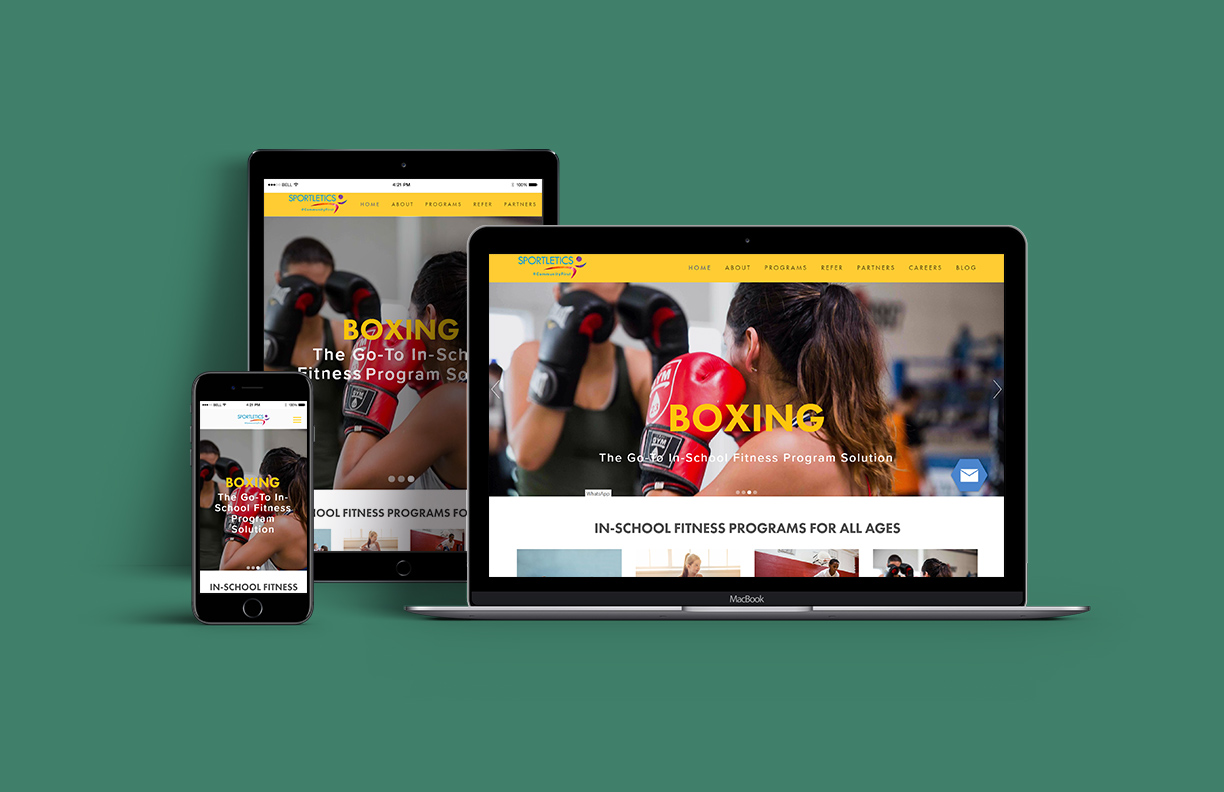 ●●●○○ BELL 4:21 PM 100%
SPORTLETICS
#CommunityFirst
HOME ABOUT PROGRAMS REFER PARTNERS
BOXING
The Go-To In-Sch
Fitness Program So
OOL FITNESS PROGRAMS FO
SPORTLETICS
#CommunityFirst
HOME ABOUT PROGRAMS REFER PARTNERS CAREERS BLOG
BOXING
The Go-To In-School Fitness Program Solution
WhatsApp
IN-SCHOOL FITNESS PROGRAMS FOR ALL AGES
MacBook
BELL 4:21 PM 100%
SPORTLETICS
BOXING
The Go-To In-
School Fitness
Program
Solution
IN-SCHOOL FITNESS